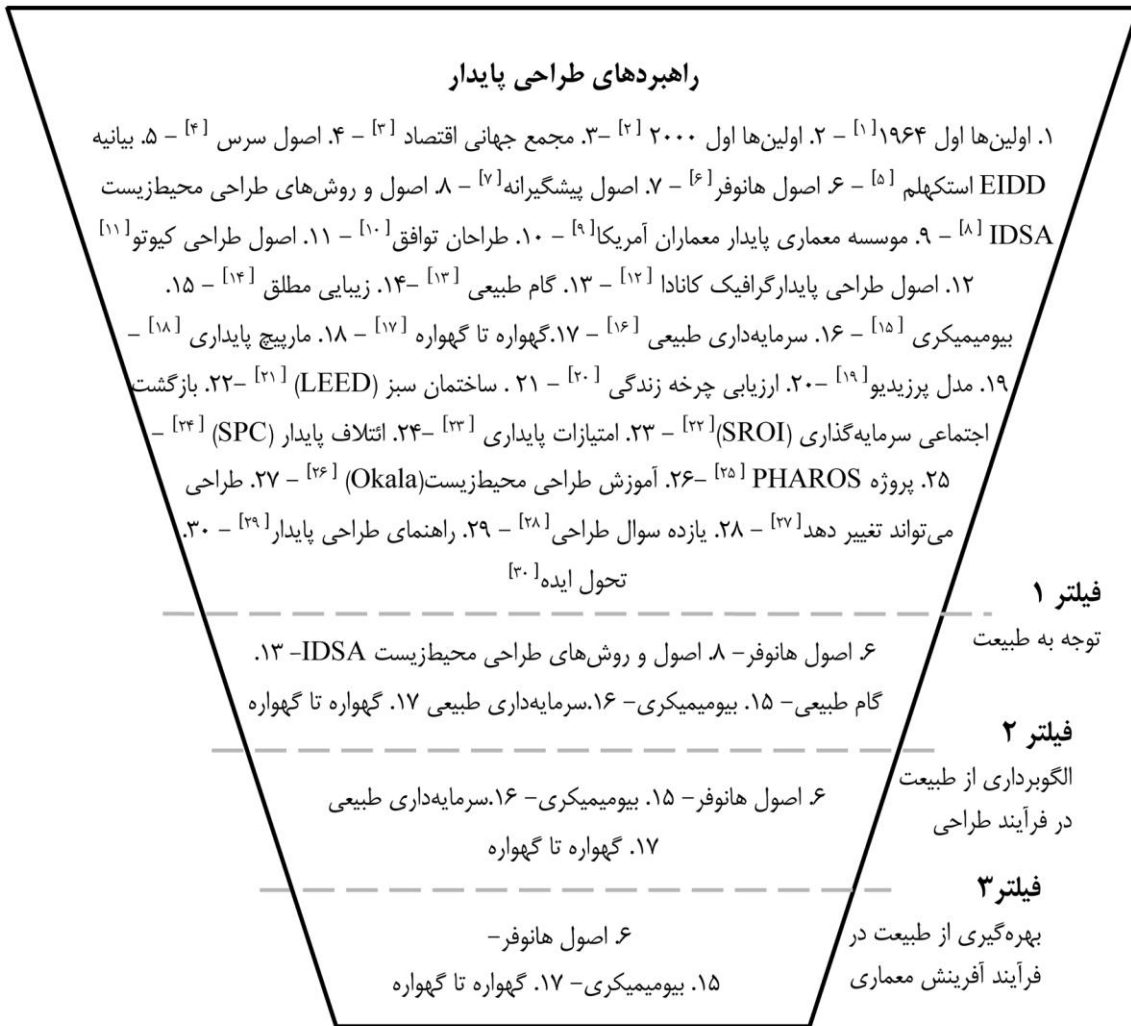 راهبردهای طراحی پایدار
۱. اولین‌ها اول ۱۹۶۴[۱] – ۲. اولین‌ها اول ۲۰۰۰ [۲] –۳. مجمع جهانی اقتصاد [۳] – ۴. اصول سرس [۴] – ۵. بیانیه
EIDD استکهلم [۵] – ۶. اصول هانوفر[۶] – ۷. اصول پیشگیرانه[۷] – ۸. اصول و روش‌های طراحی محیط‌زیست
IDSA [۸] – ۹. موسسه معماری پایدار معماران آمریکا[۹] – ۱۰. طراحان توافق[۱۰] – ۱۱. اصول طراحی کیوتو[۱۱]
۱۲. اصول طراحی پایدارگرافیک کانادا [۱۲] – ۱۳. گام طبیعی [۱۳] –۱۴. زیبایی مطلق [۱۴] – ۱۵.
بیومیمیکری [۱۵] – ۱۶. سرمایه‌داری طبیعی [۱۶] – ۱۷.گهواره تا گهواره [۱۷] – ۱۸. مارپیچ پایداری [۱۸] –
۱۹. مدل پرزیدیو[۱۹] –۲۰. ارزیابی چرخه زندگی [۲۰] – ۲۱ . ساختمان سبز (LEED) [۲۱] –۲۲. بازگشت
اجتماعی سرمایه‌گذاری (SROI)[۲۲] – ۲۳. امتیازات پایداری [۲۳] –۲۴. ائتلاف پایدار (SPC) [۲۴] –
۲۵. پروژه PHAROS [۲۵] –۲۶. آموزش طراحی محیط‌زیست(Okala) [۲۶] – ۲۷. طراحی
می‌تواند تغییر دهد[۲۷] – ۲۸. یازده سوال طراحی[۲۸] – ۲۹. راهنمای طراحی پایدار[۲۹] – ۳۰.
تحول ایده[۳۰]
فیلتر ۱
توجه به طبیعت
۶. اصول هانوفر– ۸. اصول و روش‌های طراحی محیط‌زیست IDSA– ۱۳.
گام طبیعی– ۱۵. بیومیمیکری– ۱۶.سرمایه‌داری طبیعی ۱۷. گهواره تا گهواره
فیلتر ۲
الگوبرداری از طبیعت
در فرآیند طراحی
۶. اصول هانوفر– ۱۵. بیومیمیکری– ۱۶.سرمایه‌داری طبیعی
۱۷. گهواره تا گهواره
فیلتر۳
بهره‌گیری از طبیعت در
فرآیند آفرینش معماری
۶. اصول هانوفر–
۱۵. بیومیمیکری– ۱۷. گهواره تا گهواره